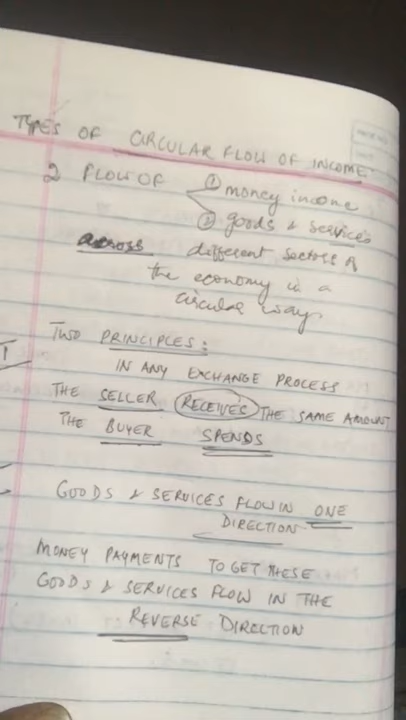 TYPES OF CIRCULAR FLOW OF INCOME
2 FLOW OF ① money income
② goods & services
across different sectors of
the economy in a
circular way.
TWO PRINCIPLES:
1
IN ANY EXCHANGE PROCESS
THE SELLER RECEIVES THE SAME AMOUNT
THE BUYER SPENDS
GOODS & SERVICES FLOW IN ONE
DIRECTION
MONEY PAYMENTS TO GET THESE
GOODS & SERVICES FLOW IN THE
REVERSE DIRECTION